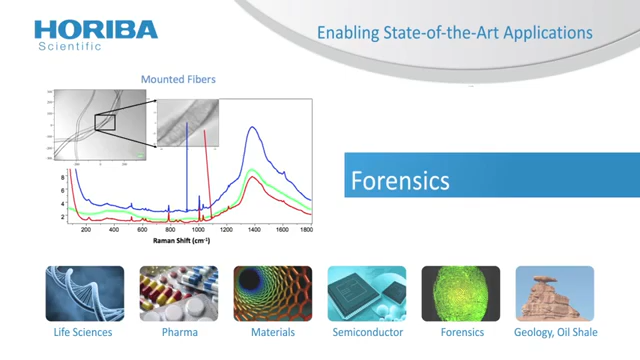 HORIBA
Scientific
Enabling State-of-the-Art Applications
Mounted Fibers
8
6
4
2
200 400 600 800 1000 1200 1400 1600 1800
Raman Shift (cm-1)
Forensics
Life Sciences
Pharma
Materials
Semiconductor
Forensics
Geology, Oil Shale